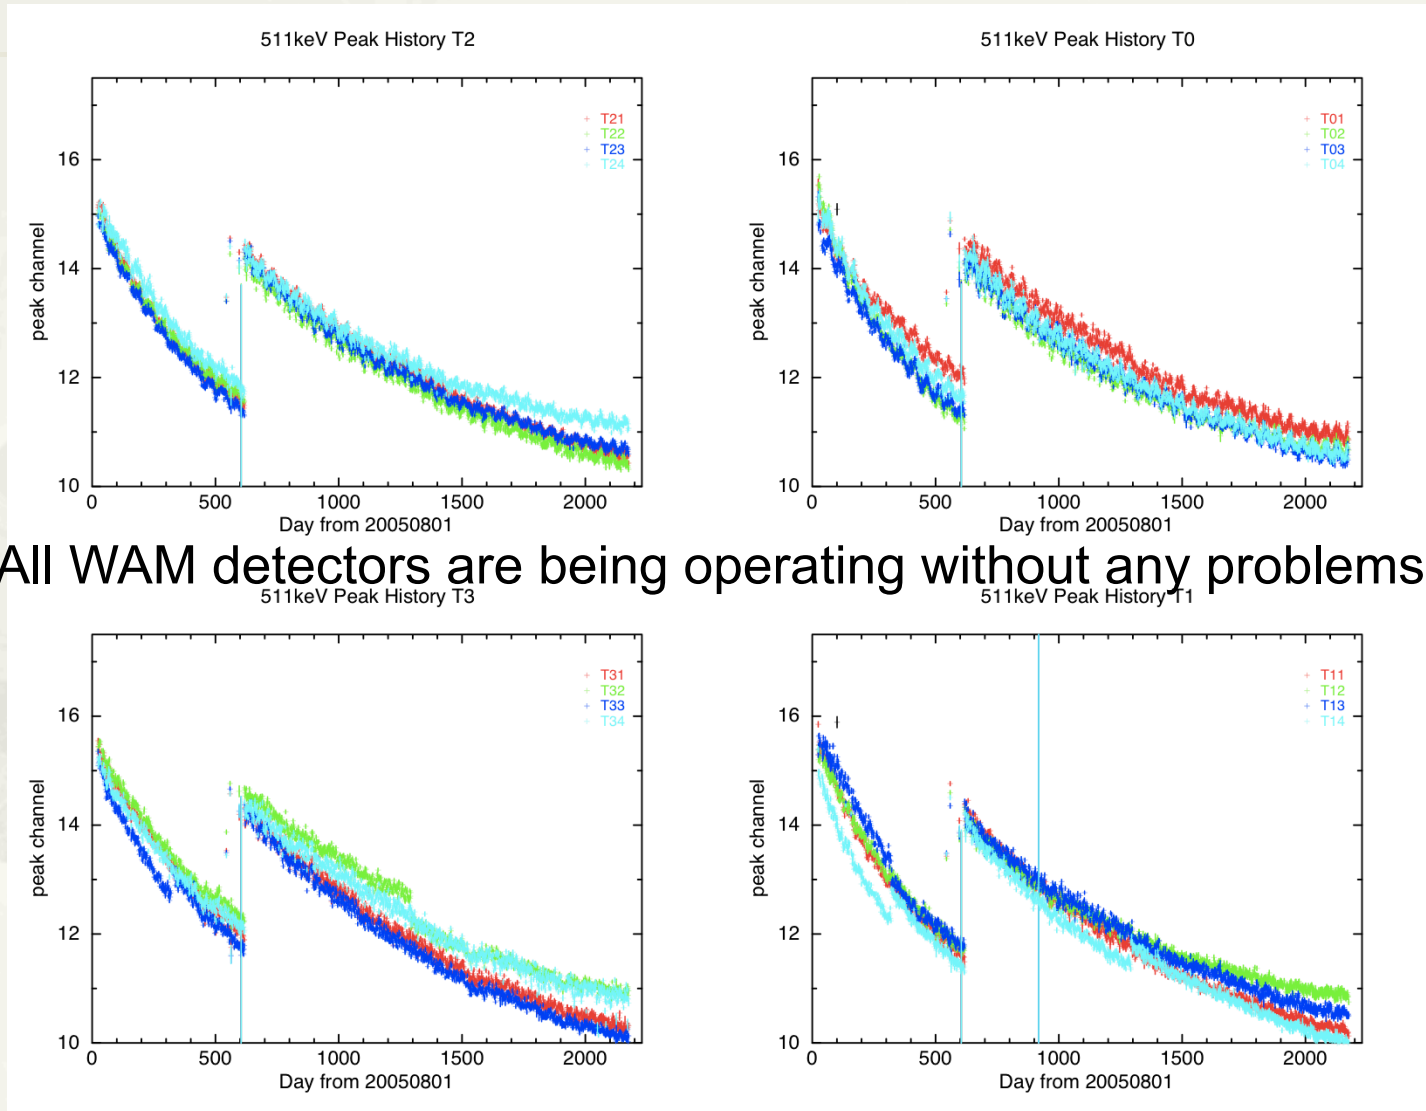 511keV Peak History T2
peak channel
16
14
12
10
T21
T22
T23
T24
0 500 1000 1500 2000
Day from 20050801
511keV Peak History T0
peak channel
16
14
12
10
T01
T02
T03
T04
0 500 1000 1500 2000
Day from 20050801
All WAM detectors are being operating without any problems
511keV Peak History T3
peak channel
16
14
12
10
T31
T32
T33
T34
0 500 1000 1500 2000
Day from 20050801
511keV Peak History T1
peak channel
16
14
12
10
T11
T12
T13
T14
0 500 1000 1500 2000
Day from 20050801